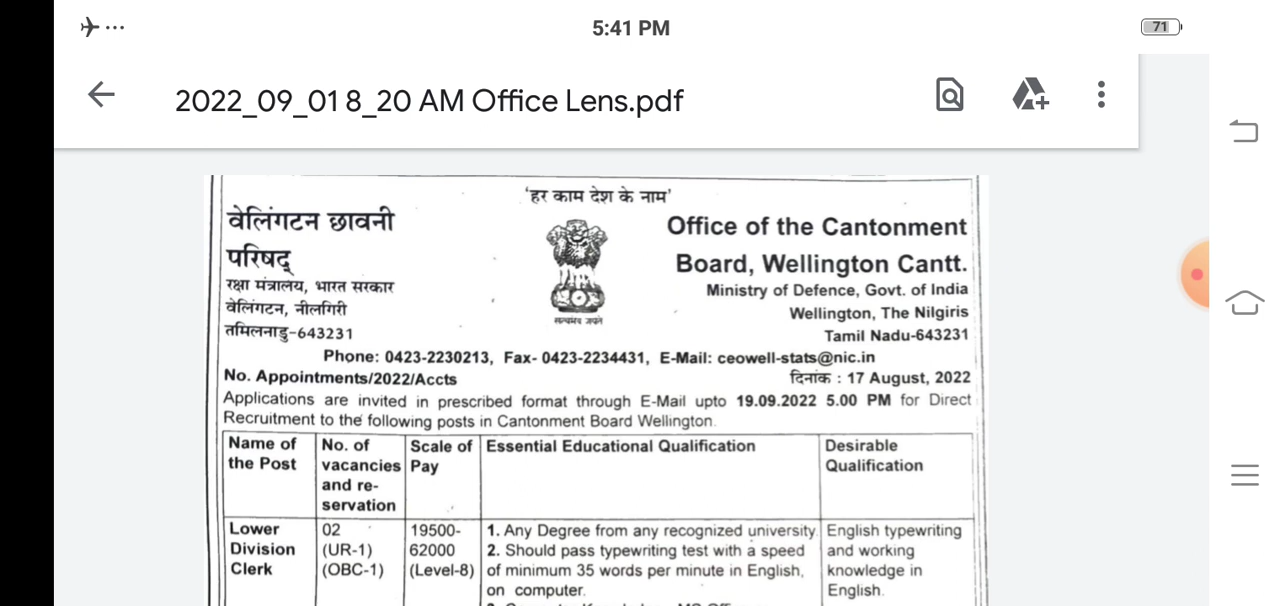 5:41 PM
71
2022_09_01 8_20 AM Office Lens.pdf
'हर काम देश के नाम'
वेलिंगटन छावनी
परिषद्
रक्षा मंत्रालय, भारत सरकार
वेलिंगटन, नीलगिरी
तमिलनाडु-643231
सत्यमेव जयते
Office of the Cantonment
Board, Wellington Cantt.
Ministry of Defence, Govt. of India
Wellington, The Nilgiris
Tamil Nadu-643231
Phone: 0423-2230213, Fax- 0423-2234431, E-Mail: ceowell-stats@nic.in
No. Appointments/2022/Accts
दिनांक : 17 August, 2022
Applications are invited in prescribed format through E-Mail upto 19.09.2022 5.00 PM for Direct
Recruitment to the following posts in Cantonment Board Wellington.
Name of
the Post
No. of
vacancies
and re-
servation
Scale of
Pay
Essential Educational Qualification
Desirable
Qualification
Lower
Division
Clerk
02
(UR-1)
(OBC-1)
19500-
62000
(Level-8)
1. Any Degree from any recognized university.
2. Should pass typewriting test with a speed
of minimum 35 words per minute in English,
on computer.
English typewriting
and working
knowledge in
English.